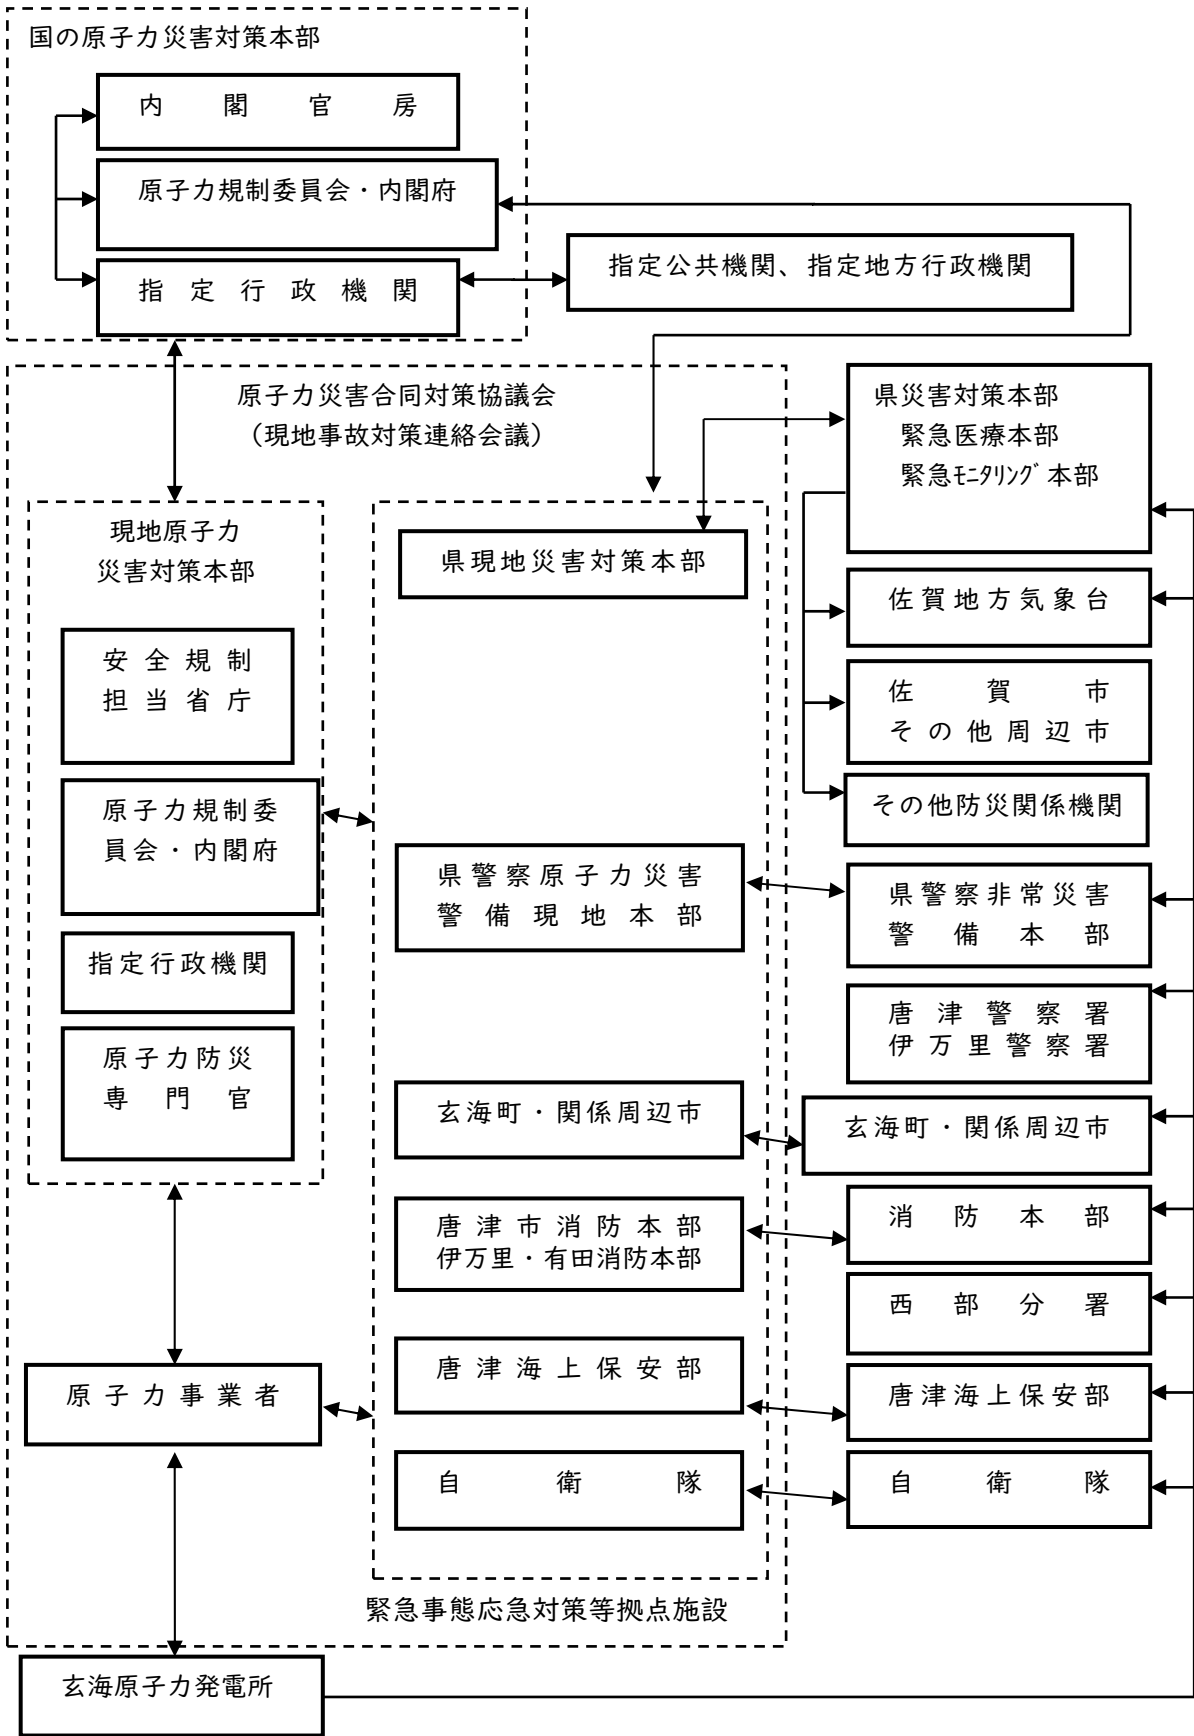 国の原子力災害対策本部
内閣官房
原子力規制委員会・内閣府
指定行政機関
指定公共機関、指定地方行政機関
原子力災害合同対策協議会
（現地事故対策連絡会議）
県災害対策本部
緊急医療本部
緊急ﾓﾆﾀﾘﾝｸﾞ本部
現地原子力
災害対策本部
安全規制
担当省庁
原子力規制委
員会・内閣府
指定行政機関
原子力防災
専門官
県現地災害対策本部
県警察原子力災害
警備現地本部
玄海町・関係周辺市
唐津市消防本部
伊万里・有田消防本部
唐津海上保安部
自衛隊
佐賀地方気象台
佐賀市
その他周辺市
その他防災関係機関
県警察非常災害
警備本部
唐津警察署
伊万里警察署
玄海町・関係周辺市
消防本部
西部分署
唐津海上保安部
自衛隊
原子力事業者
緊急事態応急対策等拠点施設
玄海原子力発電所